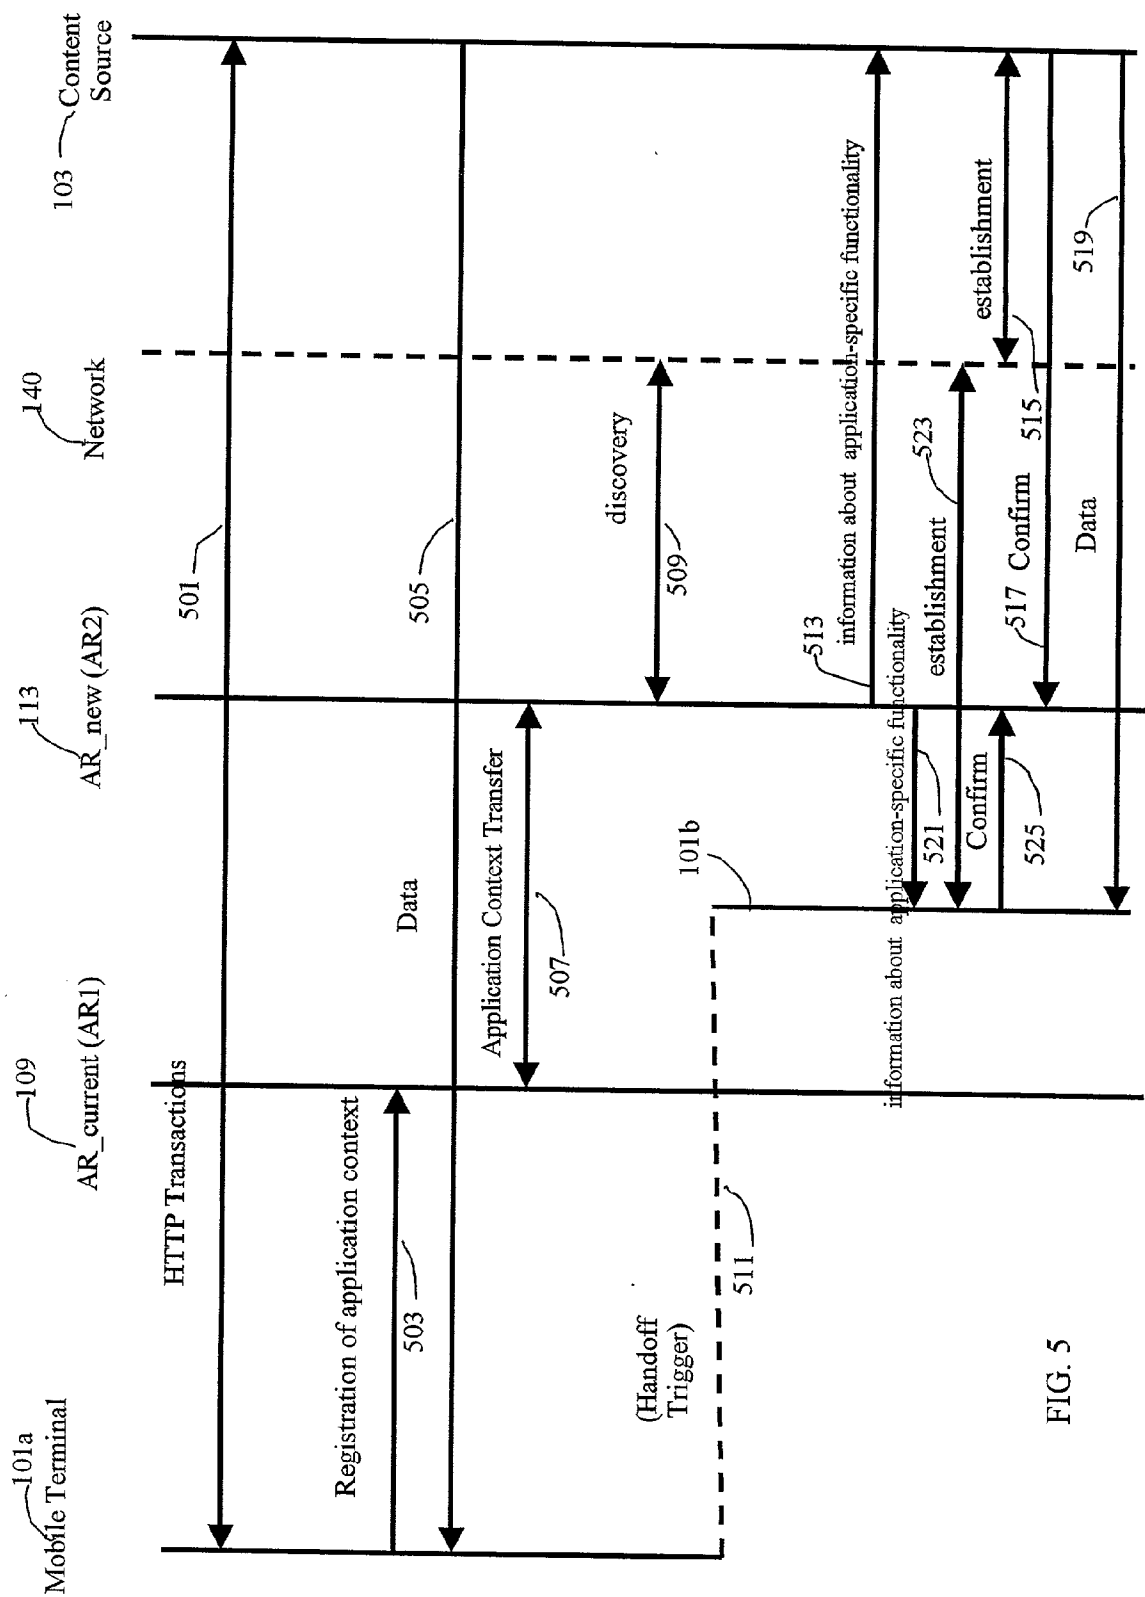 101a
Mobile Terminal
109
AR_current (AR1)
113
AR_new (AR2)
140
Network
103
Content
Source
HTTP Transactions
501
Registration of application context
503
Data
505
Application Context Transfer
507
discovery
509
(Handoff
Trigger)
511
101b
513
information about application-specific functionality
information about application-specific functionality
521
establishment
523
Confirm
525
establishment
515
517 Confirm
Data
519
FIG. 5